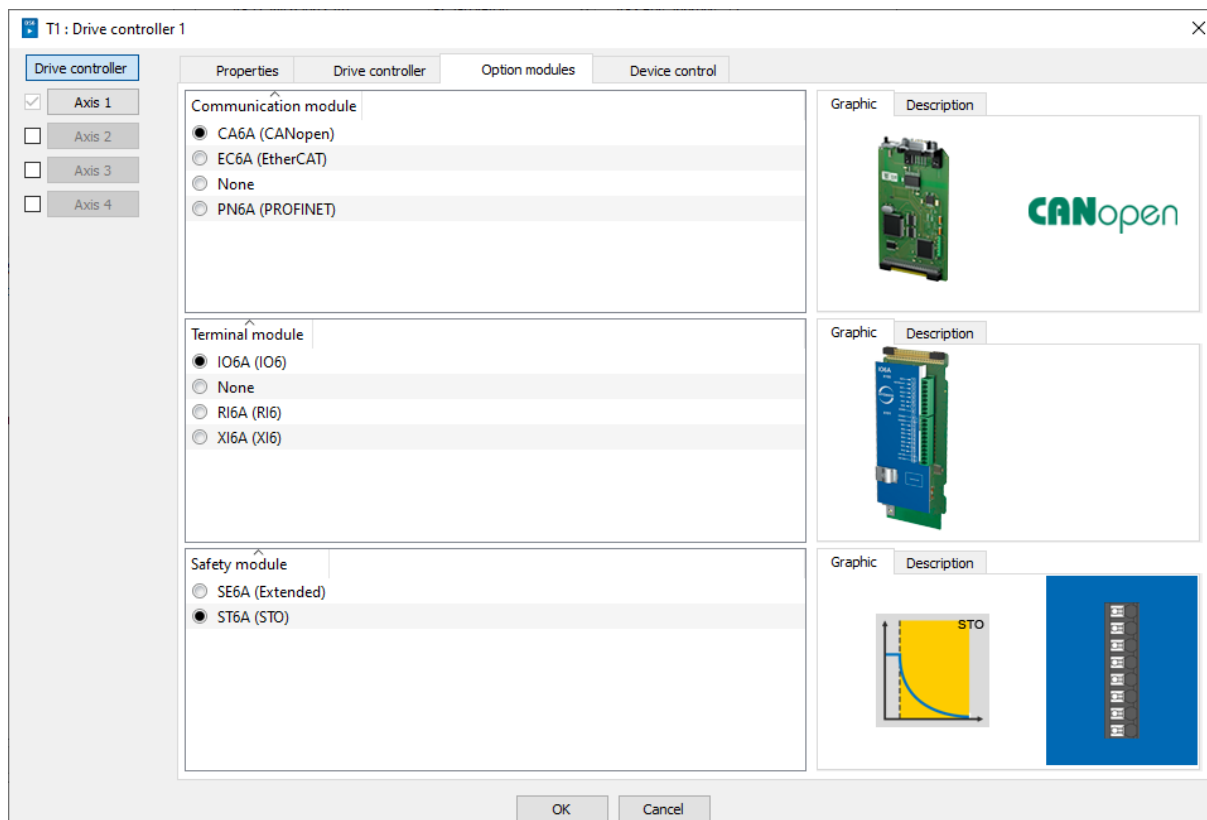 T1 : Drive controller 1
Drive controller
Axis 1
Axis 2
Axis 3
Axis 4
Properties
Drive controller
Option modules
Device control
Communication module
CA6A (CANopen)
EC6A (EtherCAT)
None
PN6A (PROFINET)
Graphic
Description
CANopen
Terminal module
IO6A (IO6)
None
RI6A (RI6)
XI6A (XI6)
Graphic
Description
IO6A
Safety module
SE6A (Extended)
ST6A (STO)
Graphic
Description
STO
OK
Cancel